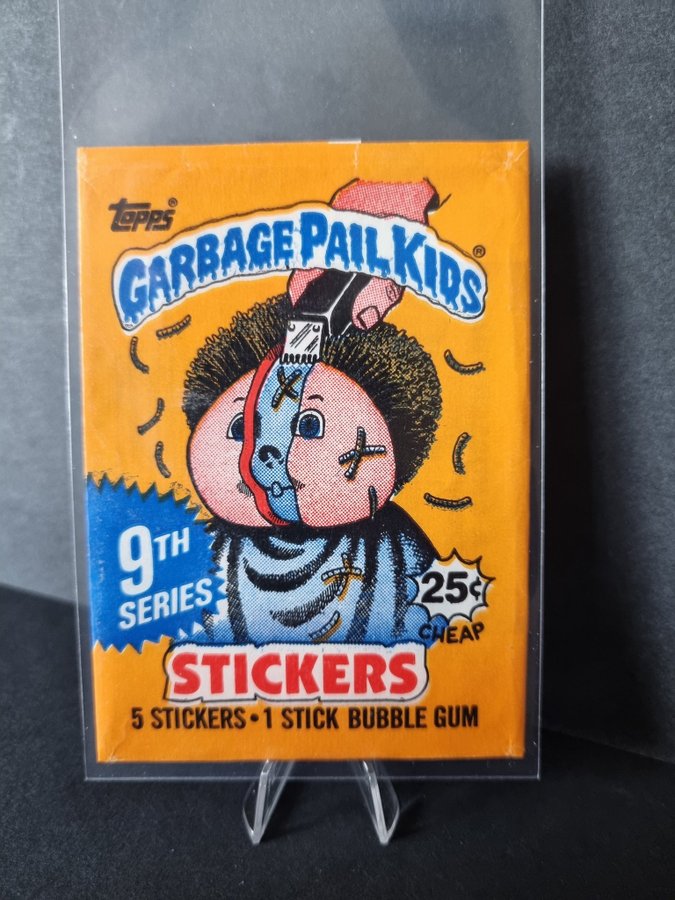 TOPPS®
GARBAGE PAIL KIDS®
9TH
SERIES
25¢
CHEAP
STICKERS
5 STICKERS • 1 STICK BUBBLE GUM